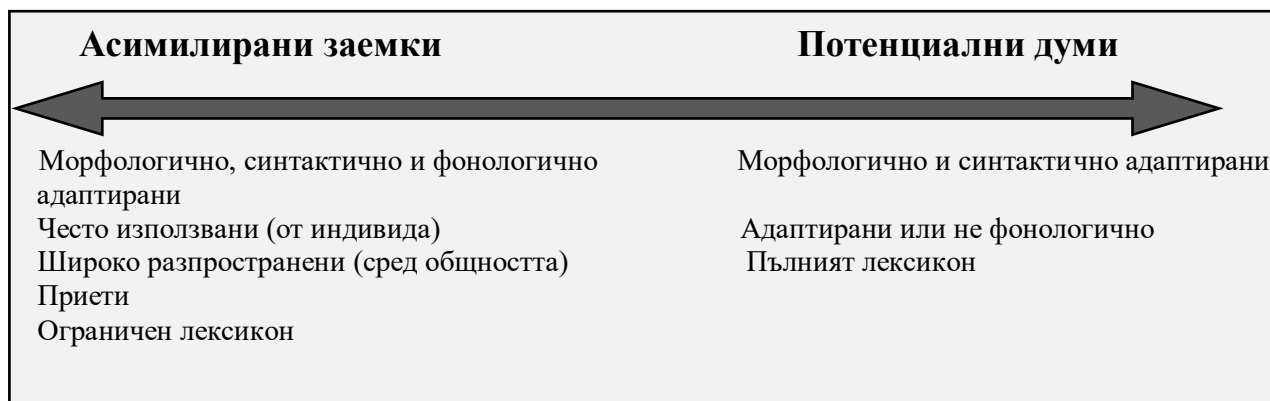 Асимилирани заемки
Потенциални думи
Морфологично, синтактично и фонологично
адаптирани
Често използвани (от индивида)
Широко разпространени (сред общността)
Приети
Ограничен лексикон
Морфологично и синтактично адаптирани
Адаптирани или не фонологично
Пълният лексикон